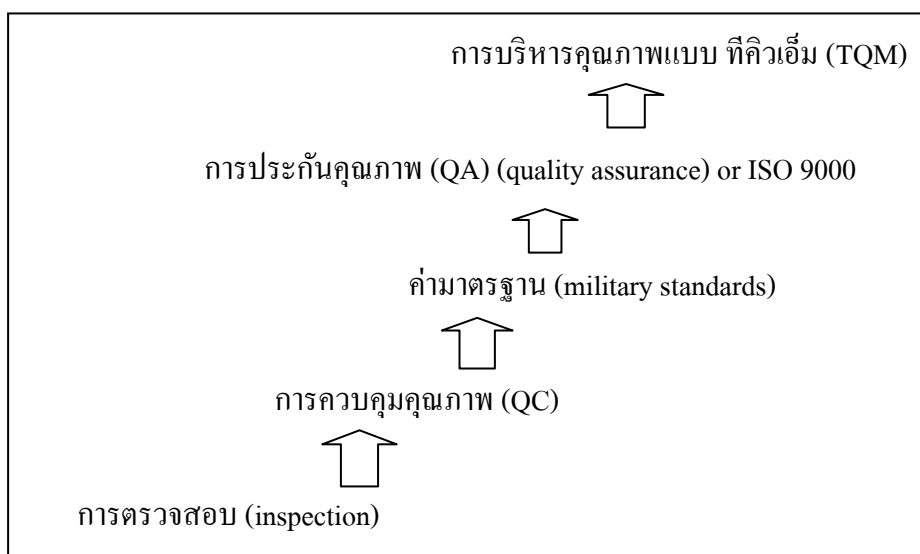 การบริหารคุณภาพแบบ ทีคิวเอ็ม (TQM)
การประกันคุณภาพ (QA) (quality assurance) or ISO 9000
ค่ามาตรฐาน (military standards)
การควบคุมคุณภาพ (QC)
การตรวจสอบ (inspection)